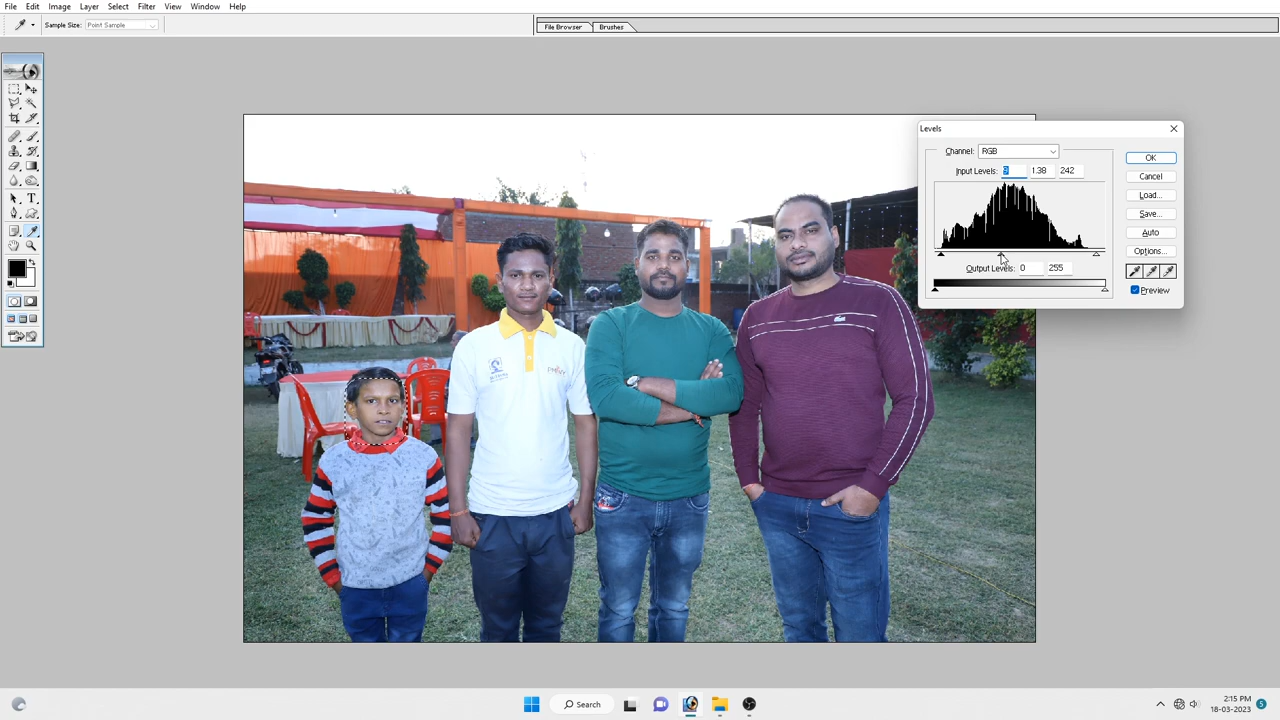 File Edit Image Layer Select Filter View Window Help
Sample Size: Point Sample
File Browser Brushes
Levels
Channel: RGB
OK
Input Levels: 1.38 242
Cancel
Load...
Save...
Auto
Options...
Output Levels: 0 255
Preview
Search
2:15 PM
18-03-2023
5